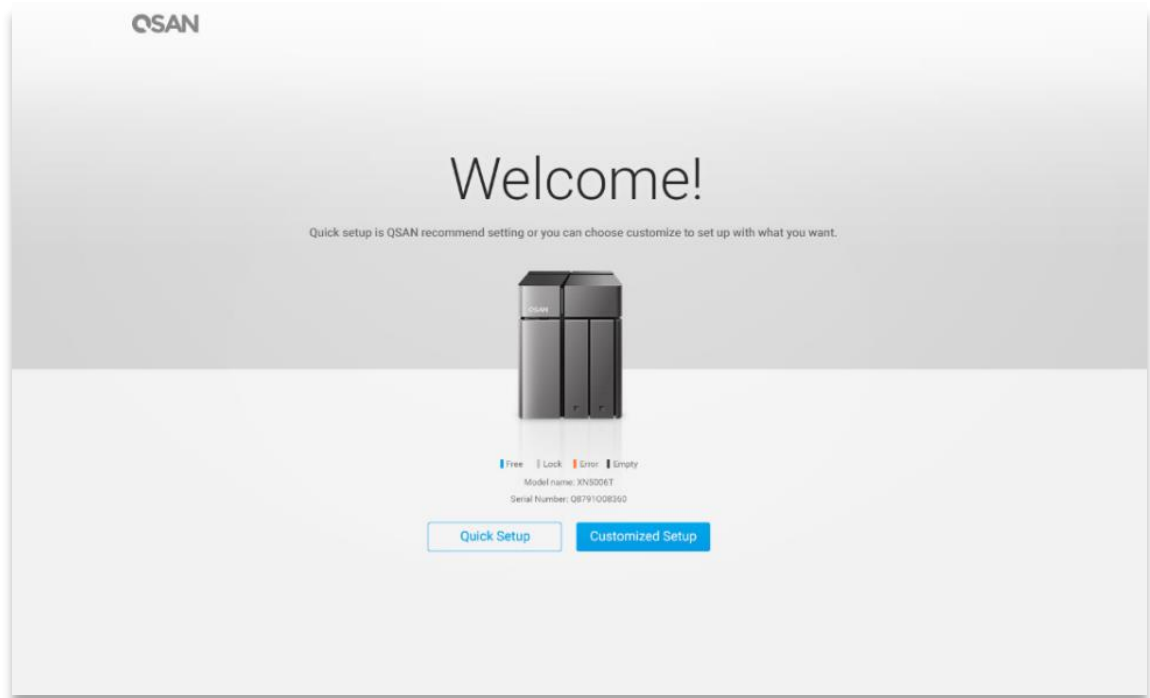 QSAN
Welcome!
Quick setup is QSAN recommend setting or you can choose customize to set up with what you want.
QSAN
Free Lock Error Empty
Model name: XN5006T
Serial Number: Q8791O08360
Quick Setup Customized Setup